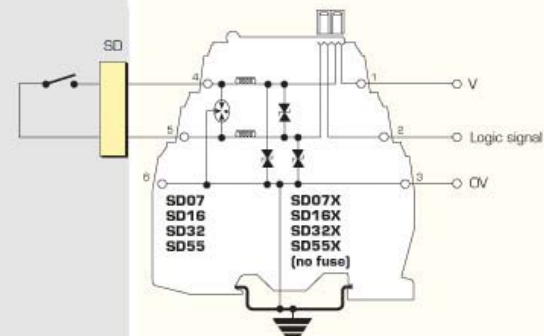 SD
4
1
V
5
2
Logic signal
6
3
0V
SD07
SD16
SD32
SD55
SD07X
SD16X
SD32X
SD55X
(no fuse)